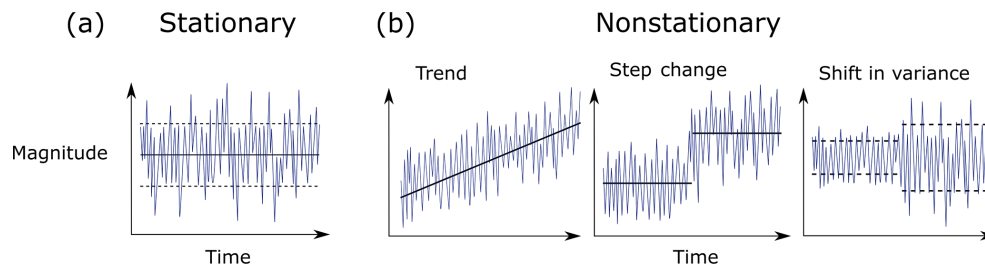 (a) Stationary
(b) Nonstationary
Trend
Step change
Shift in variance
Magnitude
Time
Time